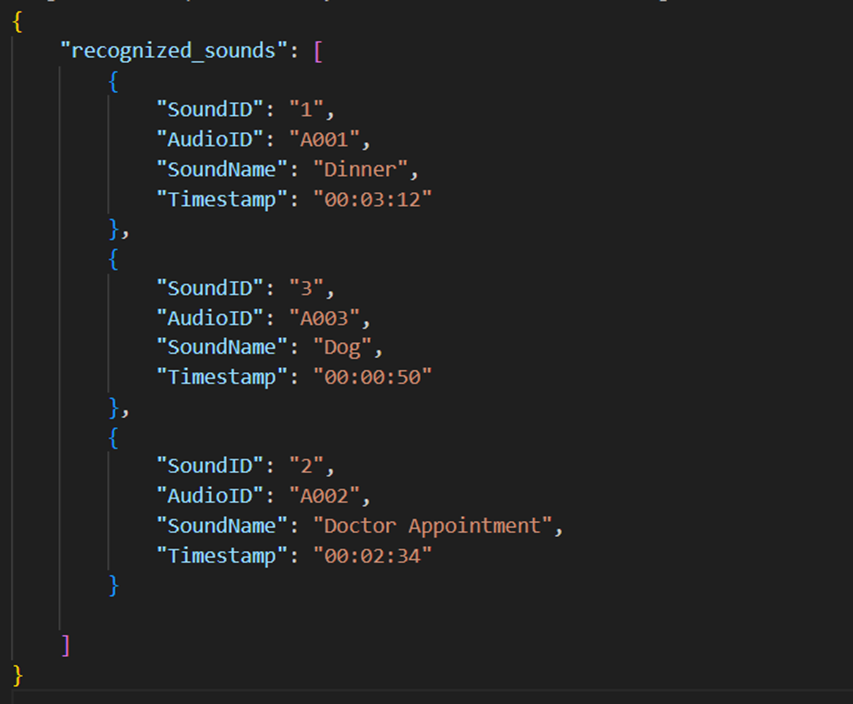 {
"recognized_sounds": [
{
"SoundID": "1",
"AudioID": "A001",
"SoundName": "Dinner",
"Timestamp": "00:03:12"
},
{
"SoundID": "3",
"AudioID": "A003",
"SoundName": "Dog",
"Timestamp": "00:00:50"
},
{
"SoundID": "2",
"AudioID": "A002",
"SoundName": "Doctor Appointment",
"Timestamp": "00:02:34"
}
]
}